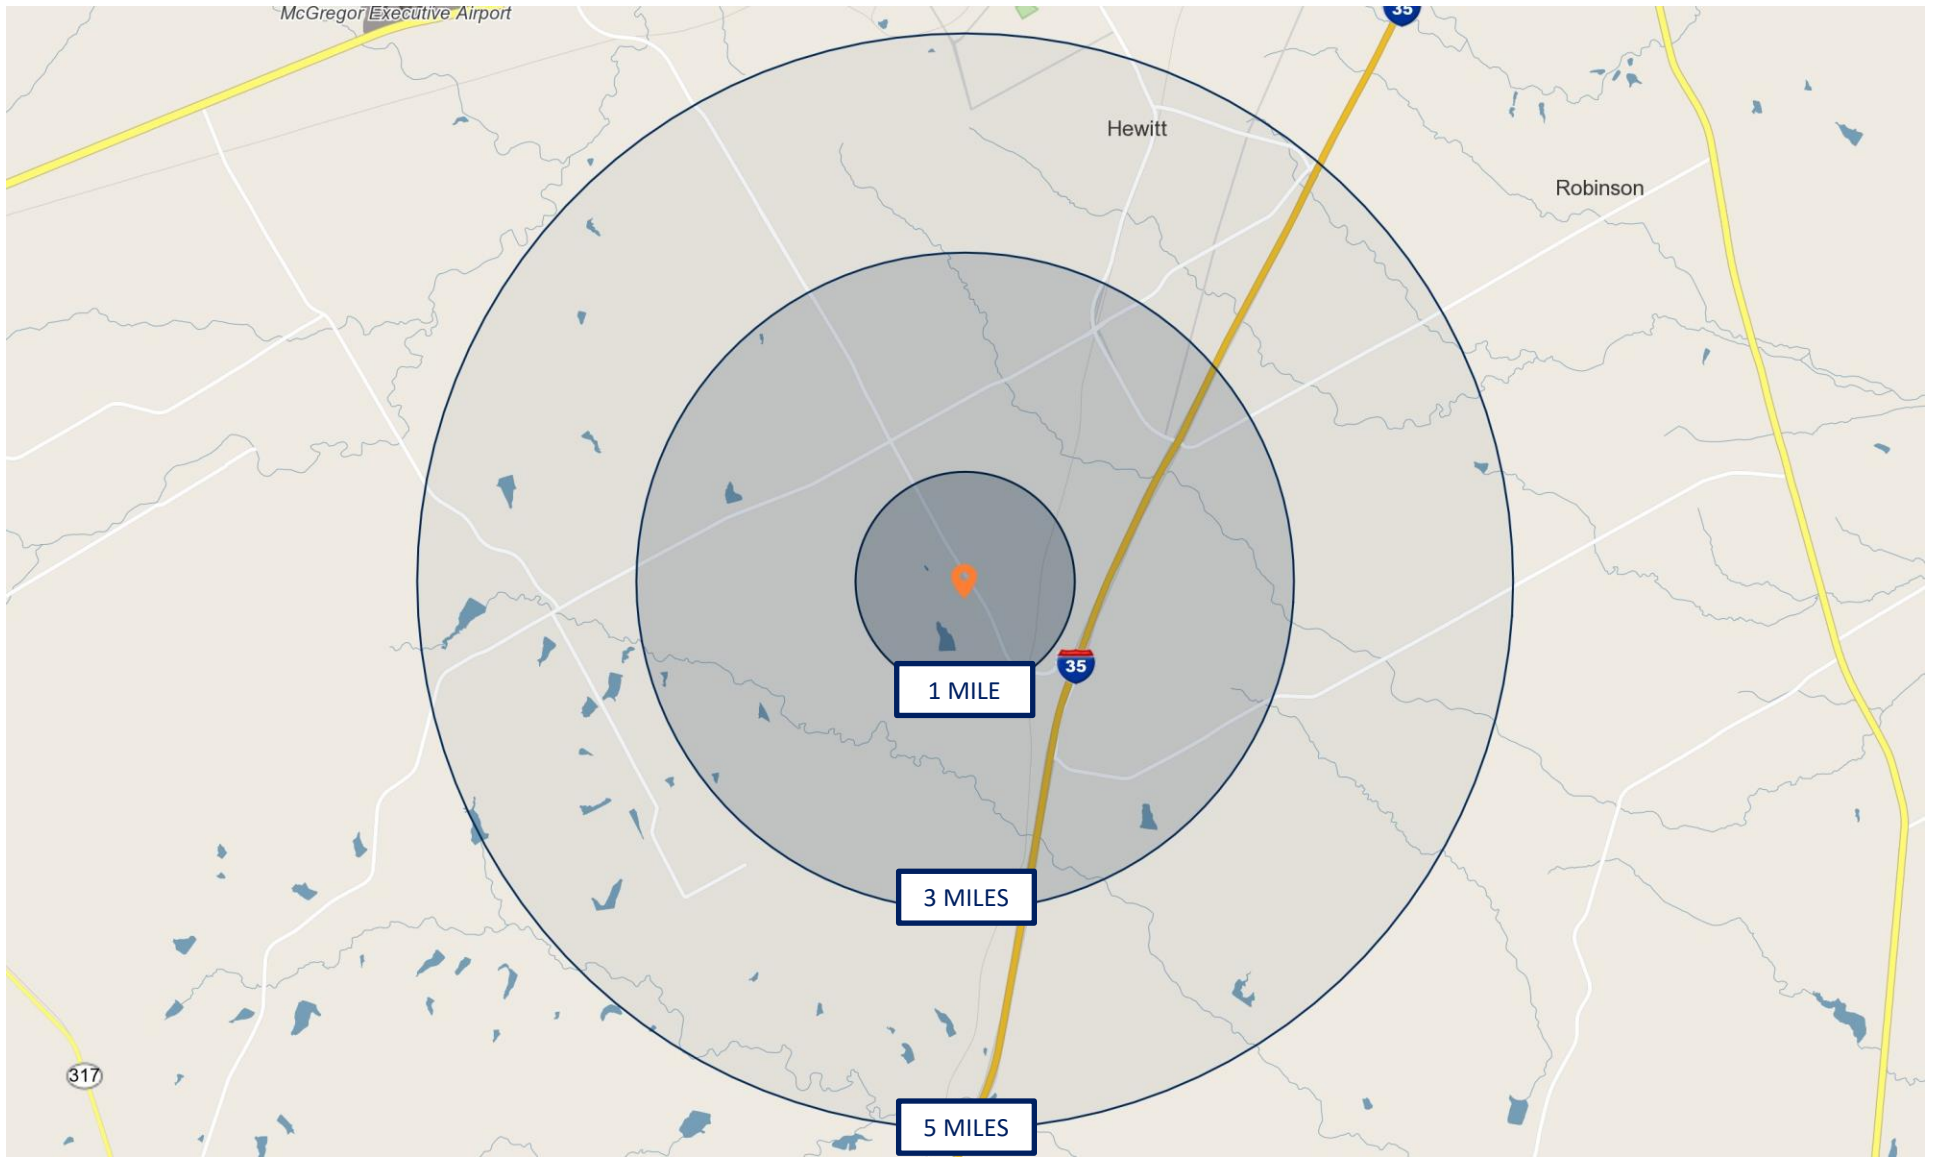 McGregor Executive Airport
35
Hewitt
Robinson
35
1 MILE
3 MILES
317
5 MILES